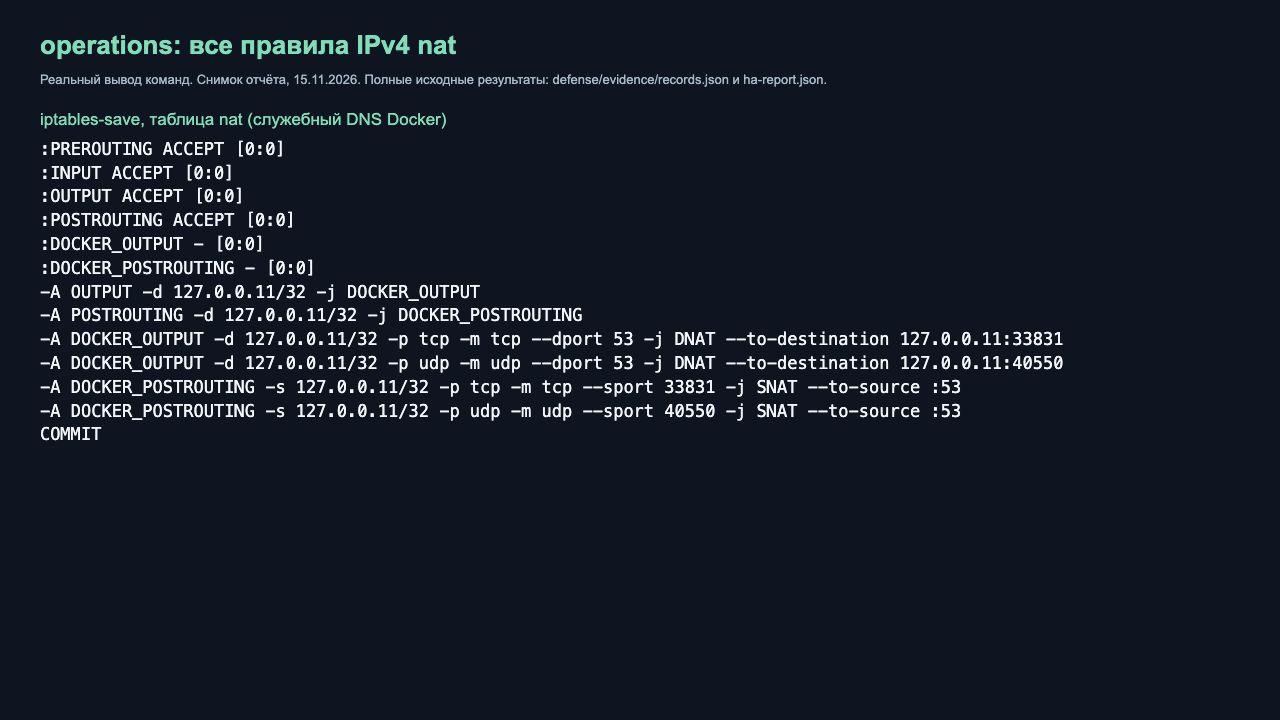 operations: все правила IPv4 nat
Реальный вывод команд. Снимок отчёта, 15.11.2026. Полные исходные результаты: defense/evidence/records.json и ha-report.json.
iptables-save, таблица nat (служебный DNS Docker)
:PREROUTING ACCEPT [0:0]
:INPUT ACCEPT [0:0]
:OUTPUT ACCEPT [0:0]
:POSTROUTING ACCEPT [0:0]
:DOCKER_OUTPUT - [0:0]
:DOCKER_POSTROUTING - [0:0]
-A OUTPUT -d 127.0.0.11/32 -j DOCKER_OUTPUT
-A POSTROUTING -d 127.0.0.11/32 -j DOCKER_POSTROUTING
-A DOCKER_OUTPUT -d 127.0.0.11/32 -p tcp -m tcp --dport 53 -j DNAT --to-destination 127.0.0.11:33831
-A DOCKER_OUTPUT -d 127.0.0.11/32 -p udp -m udp --dport 53 -j DNAT --to-destination 127.0.0.11:40550
-A DOCKER_POSTROUTING -s 127.0.0.11/32 -p tcp -m tcp --sport 33831 -j SNAT --to-source :53
-A DOCKER_POSTROUTING -s 127.0.0.11/32 -p udp -m udp --sport 40550 -j SNAT --to-source :53
COMMIT